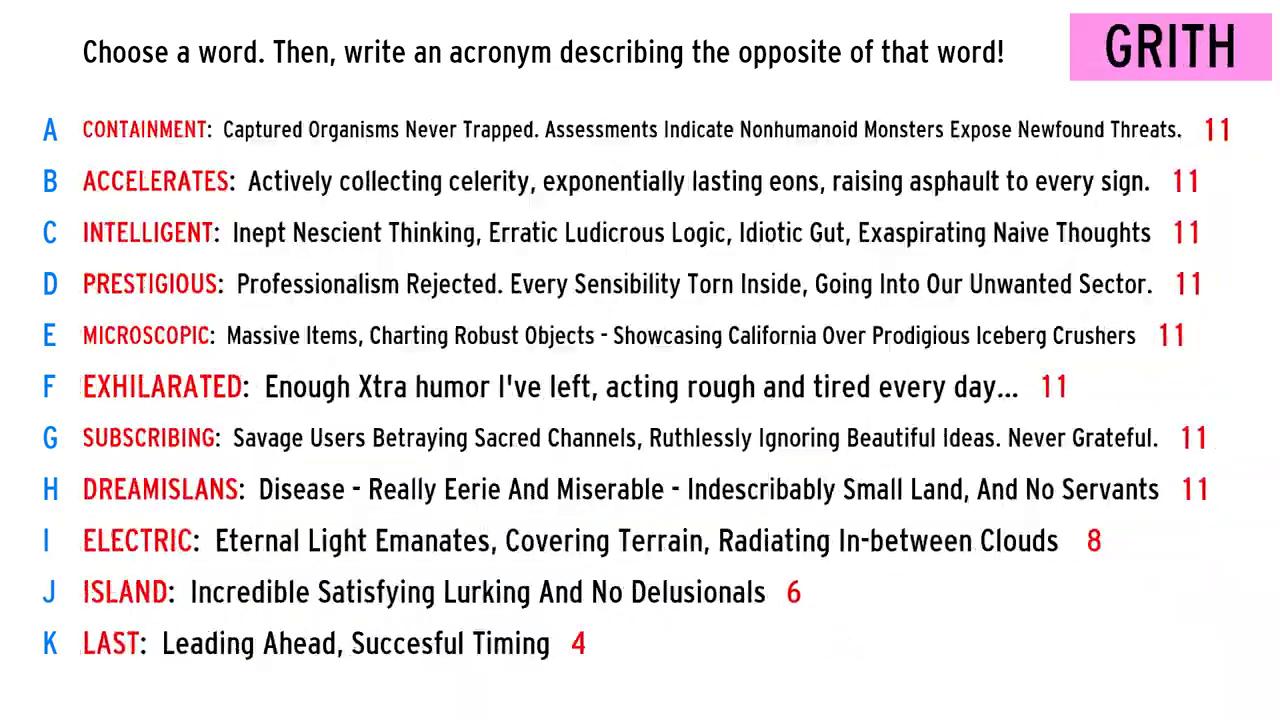 Choose a word. Then, write an acronym describing the opposite of that word!
GRITH
A CONTAINMENT: Captured Organisms Never Trapped. Assessments Indicate Nonhumanoid Monsters Expose Newfound Threats. 11
B ACCELERATES: Actively collecting celerity, exponentially lasting eons, raising asphault to every sign. 11
C INTELLIGENT: Inept Nescient Thinking, Erratic Ludicrous Logic, Idiotic Gut, Exaspirating Naive Thoughts 11
D PRESTIGIOUS: Professionalism Rejected. Every Sensibility Torn Inside, Going Into Our Unwanted Sector. 11
E MICROSCOPIC: Massive Items, Charting Robust Objects - Showcasing California Over Prodigious Iceberg Crushers 11
F EXHILARATED: Enough Xtra humor I've left, acting rough and tired every day... 11
G SUBSCRIBING: Savage Users Betraying Sacred Channels, Ruthlessly Ignoring Beautiful Ideas. Never Grateful. 11
H DREAMISLANS: Disease - Really Eerie And Miserable - Indescribably Small Land, And No Servants 11
I ELECTRIC: Eternal Light Emanates, Covering Terrain, Radiating In-between Clouds 8
J ISLAND: Incredible Satisfying Lurking And No Delusionals 6
K LAST: Leading Ahead, Succesful Timing 4